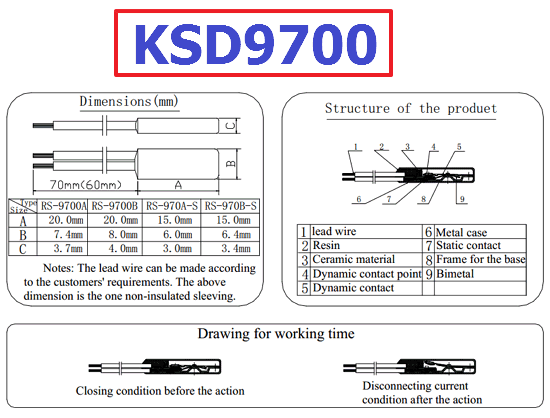 KSD9700
Dimensions(mm)
C
B
70mm(60mm)
A
Type RS-9700A RS-9700B RS-970A-S RS-970B-S
Size
A 20.0mm 20.0mm 15.0mm 15.0mm
B 7.4mm 8.0mm 6.0mm 6.4mm
C 3.7mm 4.0mm 3.0mm 3.4mm
Notes: The lead wire can be made according
to the customers' requirements. The above
dimension is the one non-insulated sleeving.
Structure of the product
1 2 3 4 5
6 7 8 9
1 lead wire 6 Metal case
2 Resin 7 Static contact
3 Ceramic material 8 Frame for the base
4 Dynamic contact point 9 Bimetal
5 Dynamic contact
Drawing for working time
Closing condition before the action
Disconnecting current
condition after the action